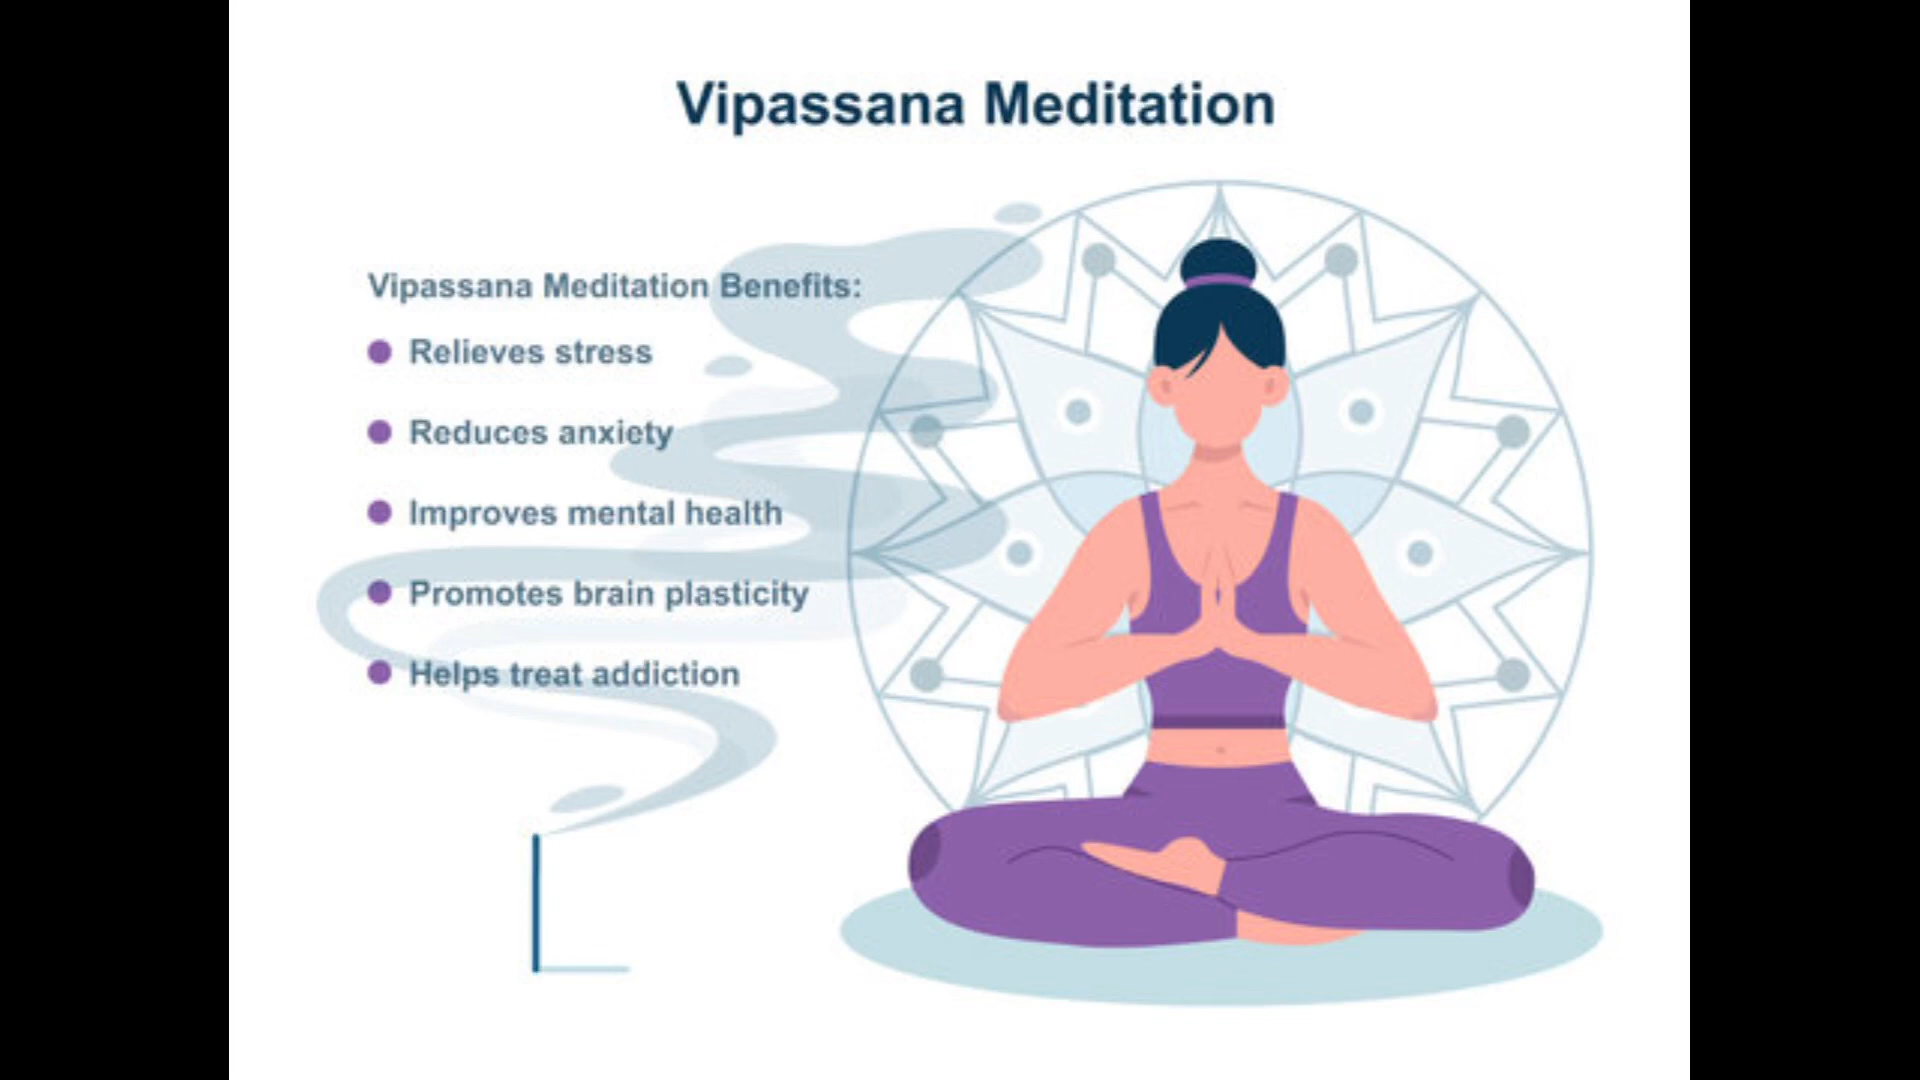 Vipassana Meditation
Vipassana Meditation Benefits:
Relieves stress
Reduces anxiety
Improves mental health
Promotes brain plasticity
Helps treat addiction